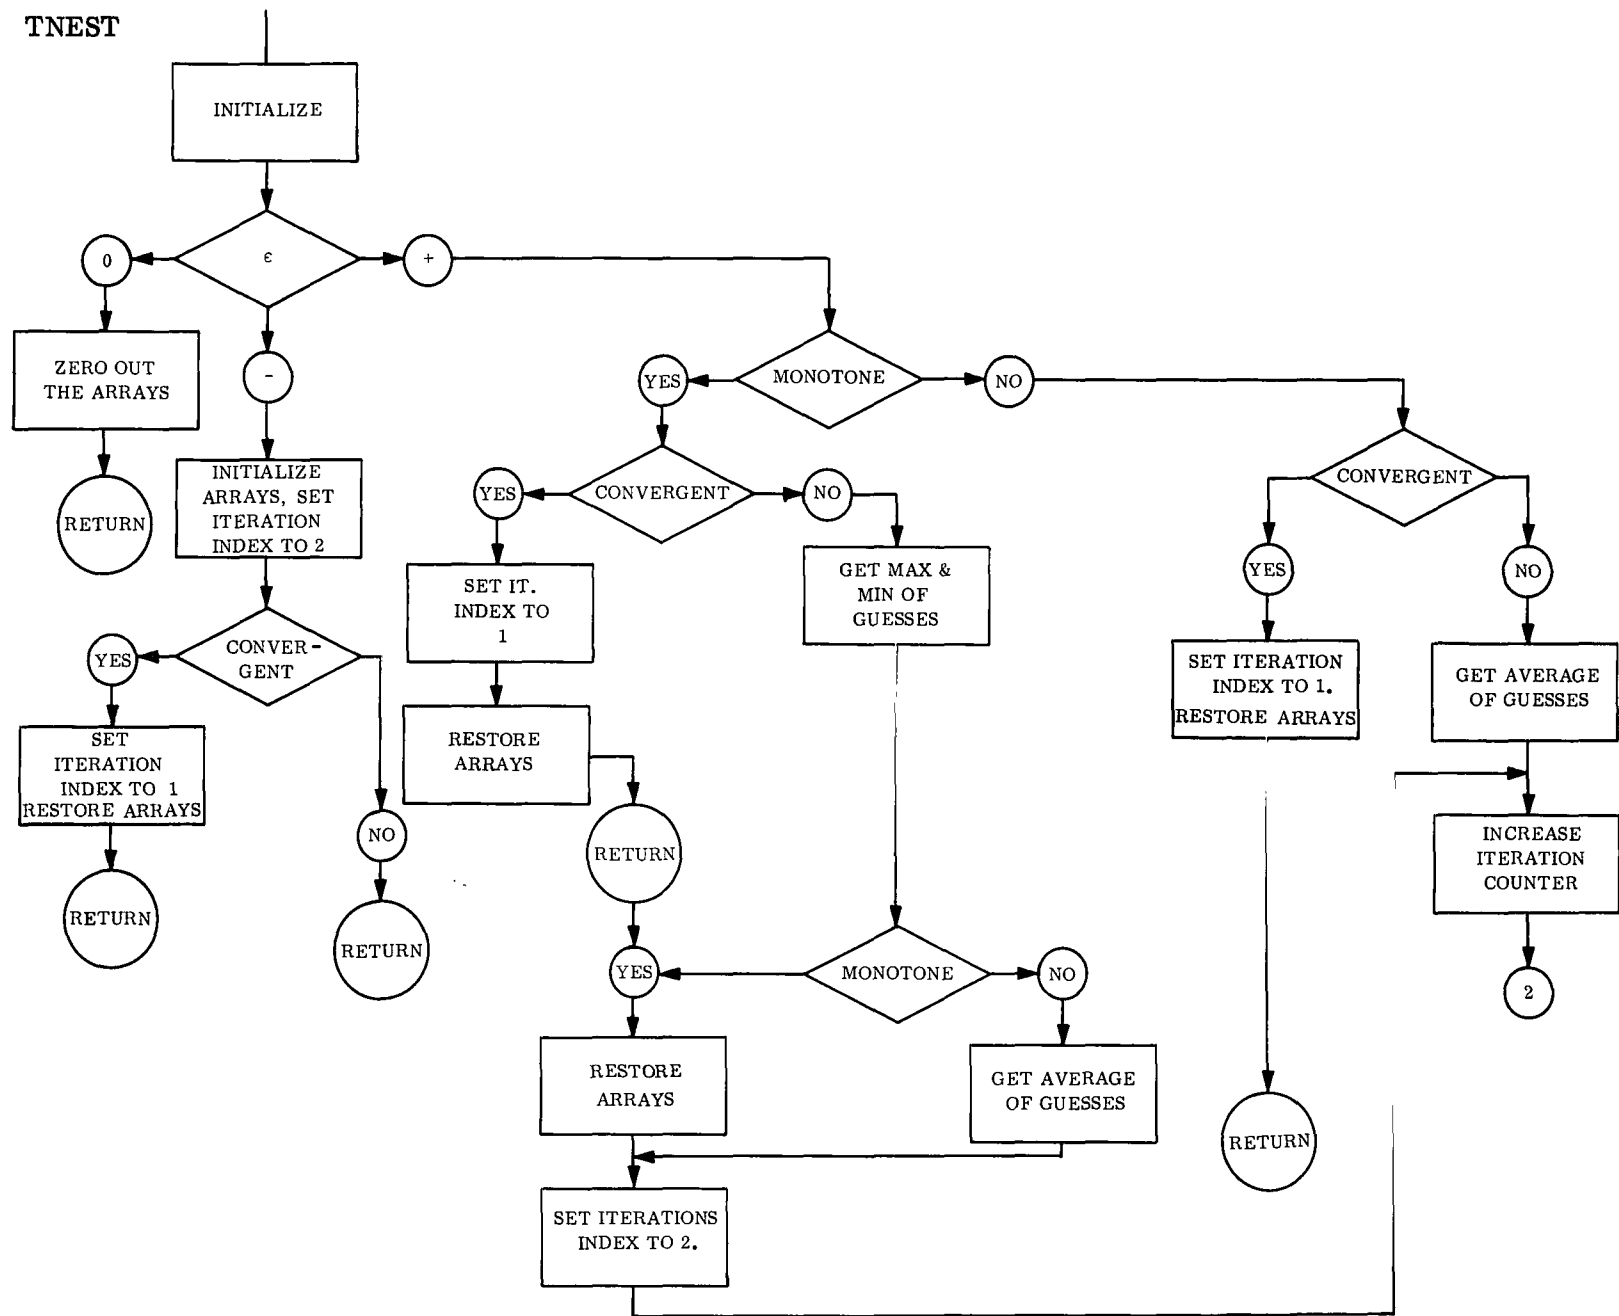 TNEST
INITIALIZE
0
ε
+
ZERO OUT
THE ARRAYS
-
YES
MONOTONE
NO
RETURN
INITIALIZE
ARRAYS, SET
ITERATION
INDEX TO 2
YES
CONVERGENT
NO
CONVERGENT
SET IT.
INDEX TO
1
GET MAX &
MIN OF
GUESSES
YES
NO
YES
CONVER-
GENT
SET ITERATION
INDEX TO 1.
RESTORE ARRAYS
GET AVERAGE
OF GUESSES
SET
ITERATION
INDEX TO 1
RESTORE ARRAYS
RESTORE
ARRAYS
NO
RETURN
INCREASE
ITERATION
COUNTER
RETURN
RETURN
YES
MONOTONE
NO
2
RESTORE
ARRAYS
GET AVERAGE
OF GUESSES
RETURN
SET ITERATIONS
INDEX TO 2.